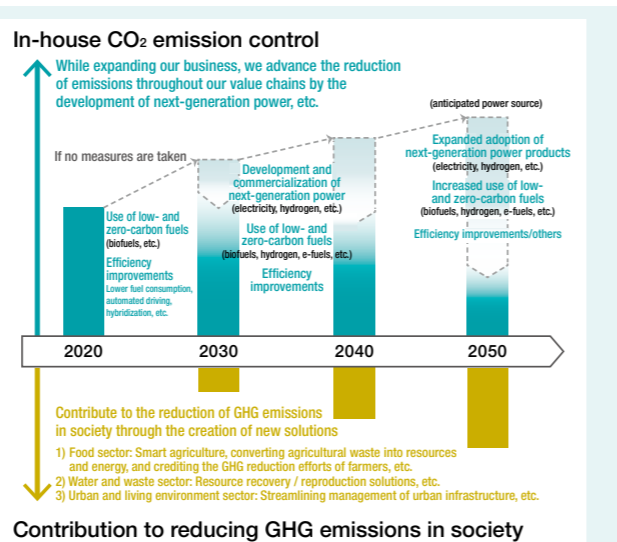 In-house CO₂ emission control
While expanding our business, we advance the reduction
of emissions throughout our value chains by the
development of next-generation power, etc.
(anticipated power source)
If no measures are taken
Use of low- and
zero-carbon fuels
(biofuels, etc.)
Efficiency
improvements
Lower fuel consumption,
automated driving,
hybridization, etc.
Development and
commercialization of
next-generation power
(electricity, hydrogen, etc.)
Use of low- and
zero-carbon fuels
(biofuels, hydrogen, e-fuels, etc.)
Efficiency
improvements
Expanded adoption of
next-generation power products
(electricity, hydrogen, etc.)
Increased use of low-
and zero-carbon fuels
(biofuels, hydrogen, e-fuels, etc.)
Efficiency improvements/others
2020
2030
2040
2050
Contribute to the reduction of GHG emissions
in society through the creation of new solutions
1) Food sector: Smart agriculture, converting agricultural waste into resources
and energy, and crediting the GHG reduction efforts of farmers, etc.
2) Water and waste sector: Resource recovery / reproduction solutions, etc.
3) Urban and living environment sector: Streamlining management of urban infrastructure, etc.
Contribution to reducing GHG emissions in society